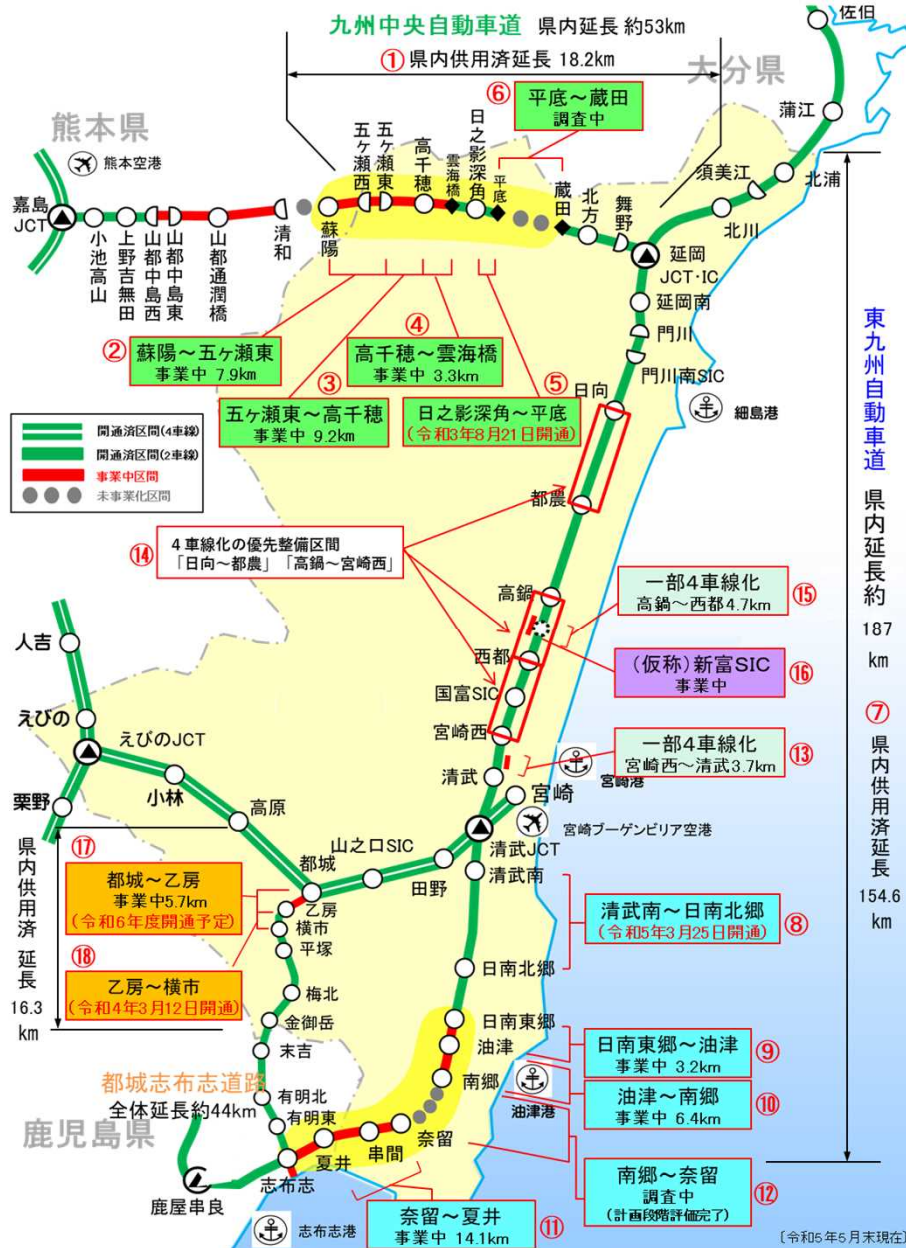 九州中央自動車道 県内延長 約53km
① 県内供用済延長 18.2km
⑥
平底～蔵田
調査中
大分県
佐伯
蒲江
北浦
須美江
北川
熊本県
熊本空港
嘉島
JCT
小池高山
上野吉無田
山都中島西
山都中島東
山都通潤橋
清和
蘇陽
五ヶ瀬西
五ヶ瀬東
高千穂
雲海橋
日之影深角
平底
蔵田
北方
舞野
延岡
JCT・IC
延岡南
門川
門川南SIC
日向
細島港
②
蘇陽～五ヶ瀬東
事業中 7.9km
③
五ヶ瀬東～高千穂
事業中 9.2km
④
高千穂～雲海橋
事業中 3.3km
⑤
日之影深角～平底
(令和3年8月21日開通)
開通済区間(4車線)
開通済区間(2車線)
事業中区間
未事業化区間
都農
⑭
4車線化の優先整備区間
「日向～都農」「高鍋～宮崎西」
高鍋
西都
国富SIC
宮崎西
清武
宮崎
宮崎港
宮崎ブーゲンビリア空港
一部4車線化
高鍋～西都4.7km
⑮
(仮称)新富SIC
事業中
⑯
一部4車線化
宮崎西～清武3.7km
⑬
東九州自動車道 県内延長約
187
km
⑦ 県内供用済延長
154.6
km
人吉
えびの
えびのJCT
栗野
小林
高原
都城
山之口SIC
田野
清武JCT
清武南
県内供用済 延長
16.3
km
⑰
都城～乙房
事業中5.7km
(令和6年度開通予定)
⑱
乙房～横市
(令和4年3月12日開通)
乙房
横市
平塚
梅北
金御岳
末吉
有明北
有明東
都城志布志道路
全体延長約44km
鹿児島県
清武南～日南北郷
(令和5年3月25日開通)
⑧
日南北郷
日南東郷
油津
南郷
油津港
日南東郷～油津
事業中 3.2km
⑨
油津～南郷
事業中 6.4km
⑩
南郷～奈留
調査中
(計画段階評価完了)
⑫
奈留
串間
夏井
志布志
鹿屋串良
志布志港
奈留～夏井
事業中 14.1km
⑪
〔令和5年5月末現在〕